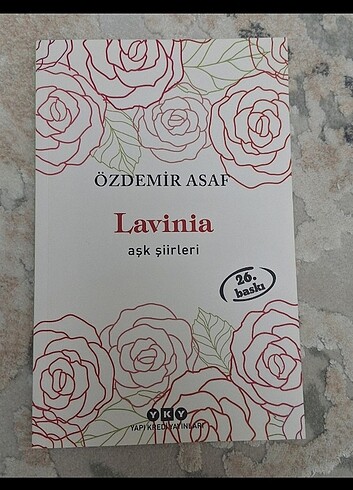 ÖZDEMİR ASAF
Lavinia
aşk şiirleri
26.
baskı
YKY
YAPI KREDİ YAYINLARI